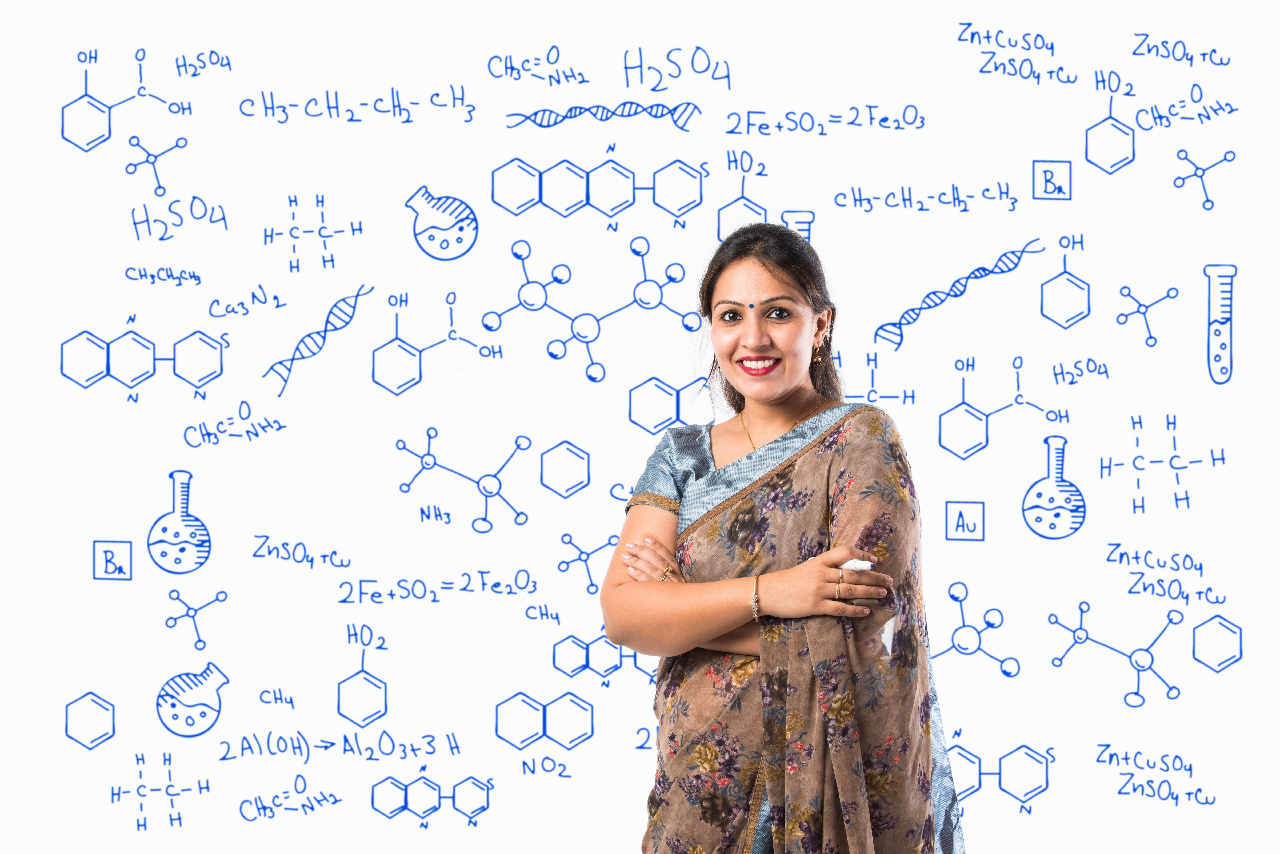 OH
O
C
OH
H2SO4
CH3-CH2-CH2-CH3
CH3C=O
NH2
H2SO4
2Fe+SO2=2Fe2O3
Zn+CuSO4
ZnSO4+Cu
ZnSO4+Cu
HO2
CH3C=O
NH2
H2SO4
H H
H-C-C-H
H H
N
S
N N
HO2
CH3-CH2-CH2-CH3
Br
CH3CH2CH3
Ca3N2
OH
N
S
N N
OH
O
C
OH
CH3C=O
NH2
H H
C-H
OH
O
C
OH
H2SO4
H H
H-C-C-H
H H
NH3
Au
Br
ZnSO4+Cu
2Fe+SO2=2Fe2O3
CH4
Zn+CuSO4
ZnSO4+Cu
HO2
N N
CH4
2Al(OH)→Al2O3+3 H
NO2
2
H H
H-C-C-H
H H
CH3C=O
NH2
N
S
N N
N
S
N
Zn+CuSO4
ZnSO4+Cu